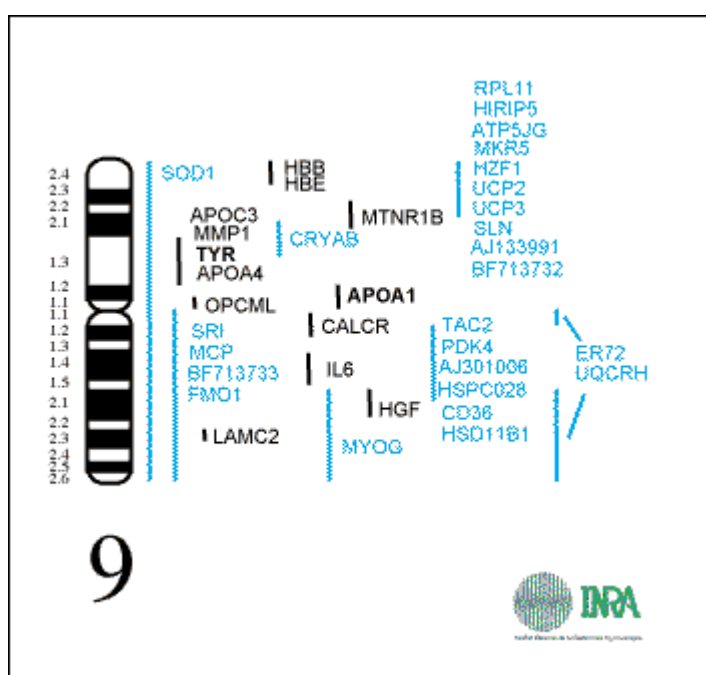 RPL11
HIRIP5
ATP5JG
MKR5
HZF1
UCP2
UCP3
SLN
AJ133991
BF713732
SOD1
HBB
HBE
MTNR1B
APOC3
MMP1
TYR
APOA4
CRYAB
OPCML
APOA1
CALCR
IL6
HGF
SRI
MCP
BF713733
FMO1
LAMC2
MYOG
TAC2
PDK4
AJ301006
HSPC028
CD36
HSD11B1
ER72
UQCRH
2.4
2.3
2.2
2.1
1.3
1.2
1.1
1.1
1.2
1.3
1.4
1.5
2.1
2.2
2.3
2.4
2.5
2.6
9
INRA